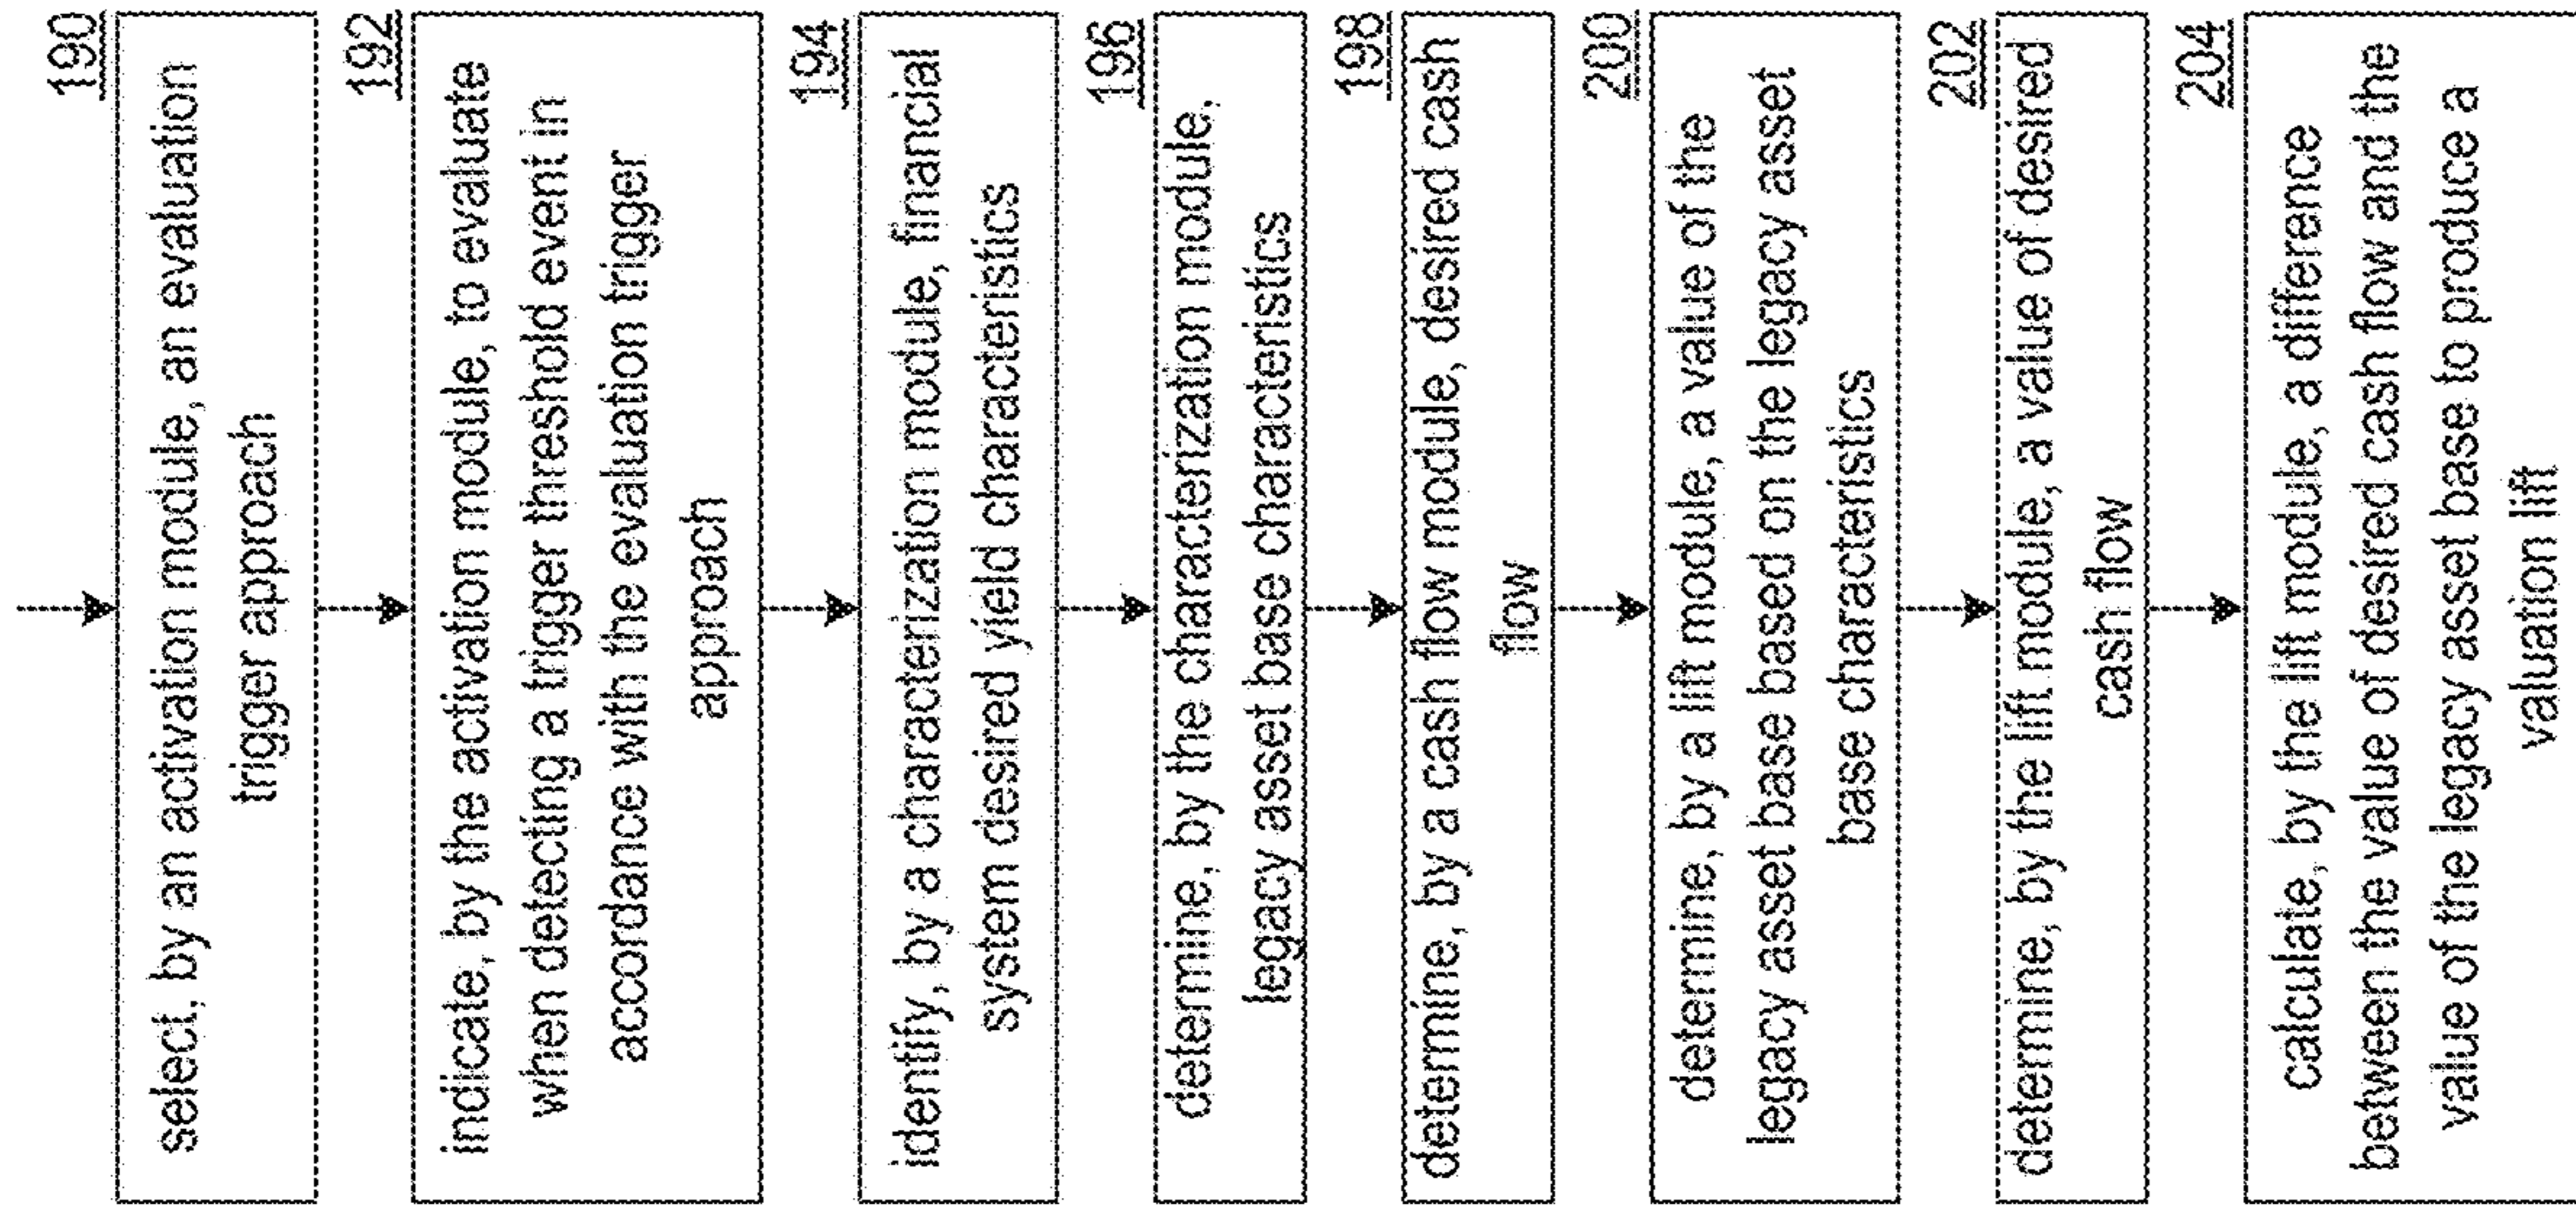 190
select, by an activation module, an evaluation
trigger approach
192
indicate, by the activation module, to evaluate
when detecting a trigger threshold event in
accordance with the evaluation trigger
approach
194
identify, by a characterization module, financial
system desired yield characteristics
196
determine, by the characterization module,
legacy asset base characteristics
198
determine, by a cash flow module, desired cash
flow
200
determine, by a lift module, a value of the
legacy asset base based on the legacy asset
base characteristics
202
determine, by the lift module, a value of desired
cash flow
204
calculate, by the lift module, a difference
between the value of desired cash flow and the
value of the legacy asset base to produce a
valuation lift